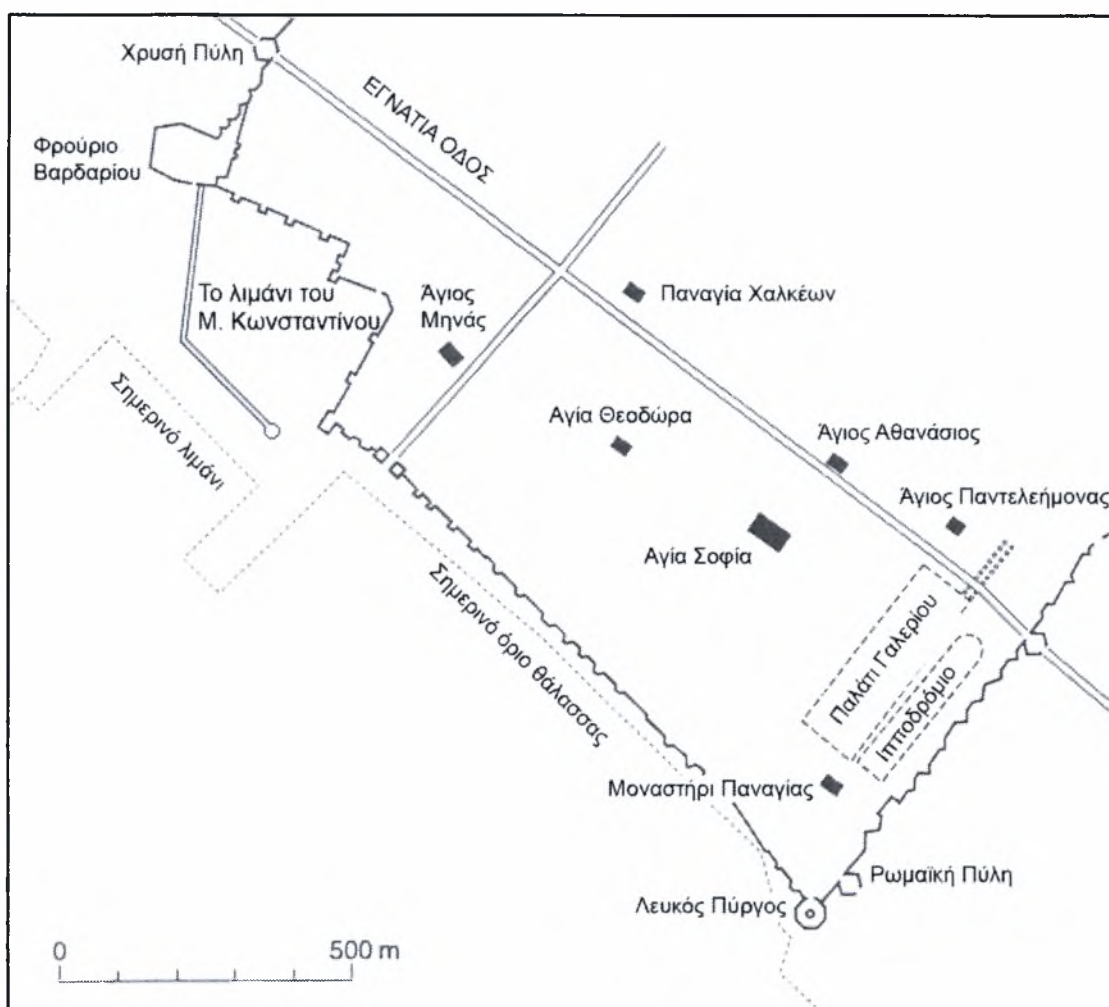 Χρυσή Πύλη
ΕΓΝΑΤΙΑ ΟΔΟΣ
Φρούριο
Βαρδαρίου
Το λιμάνι του
Μ. Κωνσταντίνου
Άγιος
Μηνάς
Παναγία Χαλκέων
Σημερινό λιμάνι
Αγία Θεοδώρα
Άγιος Αθανάσιος
Άγιος Παντελεήμονας
Αγία Σοφία
Σημερινό όριο θάλασσας
Παλάτι Γαλερίου
Ιπποδρόμιο
Μοναστήρι Παναγίας
Ρωμαϊκή Πύλη
Λευκός Πύργος
0 500 m